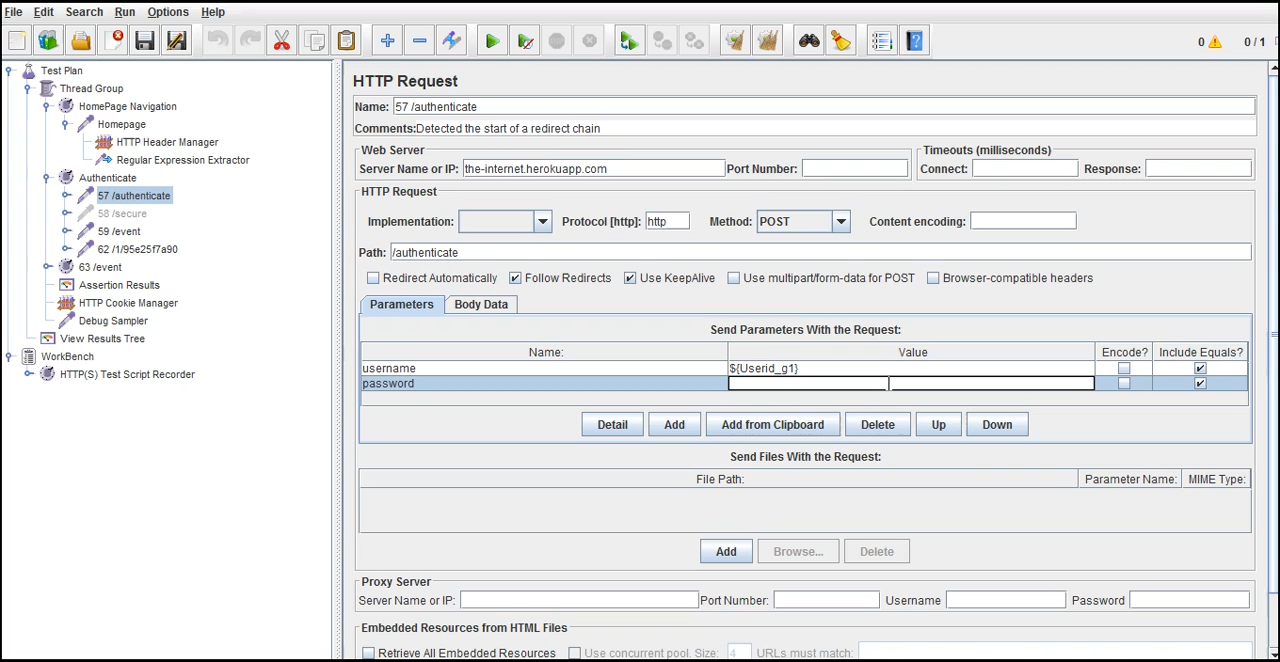 File Edit Search Run Options Help
0 0 / 1
Test Plan
Thread Group
HomePage Navigation
Homepage
HTTP Header Manager
Regular Expression Extractor
Authenticate
57 /authenticate
58 /secure
59 /event
62 /1/95e25f7a90
63 /event
Assertion Results
HTTP Cookie Manager
Debug Sampler
View Results Tree
WorkBench
HTTP(S) Test Script Recorder
HTTP Request
Name: 57 /authenticate
Comments: Detected the start of a redirect chain
Web Server
Server Name or IP: the-internet.herokuapp.com Port Number:
Timeouts (milliseconds)
Connect: Response:
HTTP Request
Implementation: Protocol [http]: http Method: POST Content encoding:
Path: /authenticate
Redirect Automatically Follow Redirects Use KeepAlive Use multipart/form-data for POST Browser-compatible headers
Parameters Body Data
Send Parameters With the Request:
Name: Value Encode? Include Equals?
username ${Userid_g1}
password
Detail Add Add from Clipboard Delete Up Down
Send Files With the Request:
File Path: Parameter Name: MIME Type:
Add Browse... Delete
Proxy Server
Server Name or IP: Port Number: Username Password
Embedded Resources from HTML Files
Retrieve All Embedded Resources Use concurrent pool. Size: 4 URLs must match: